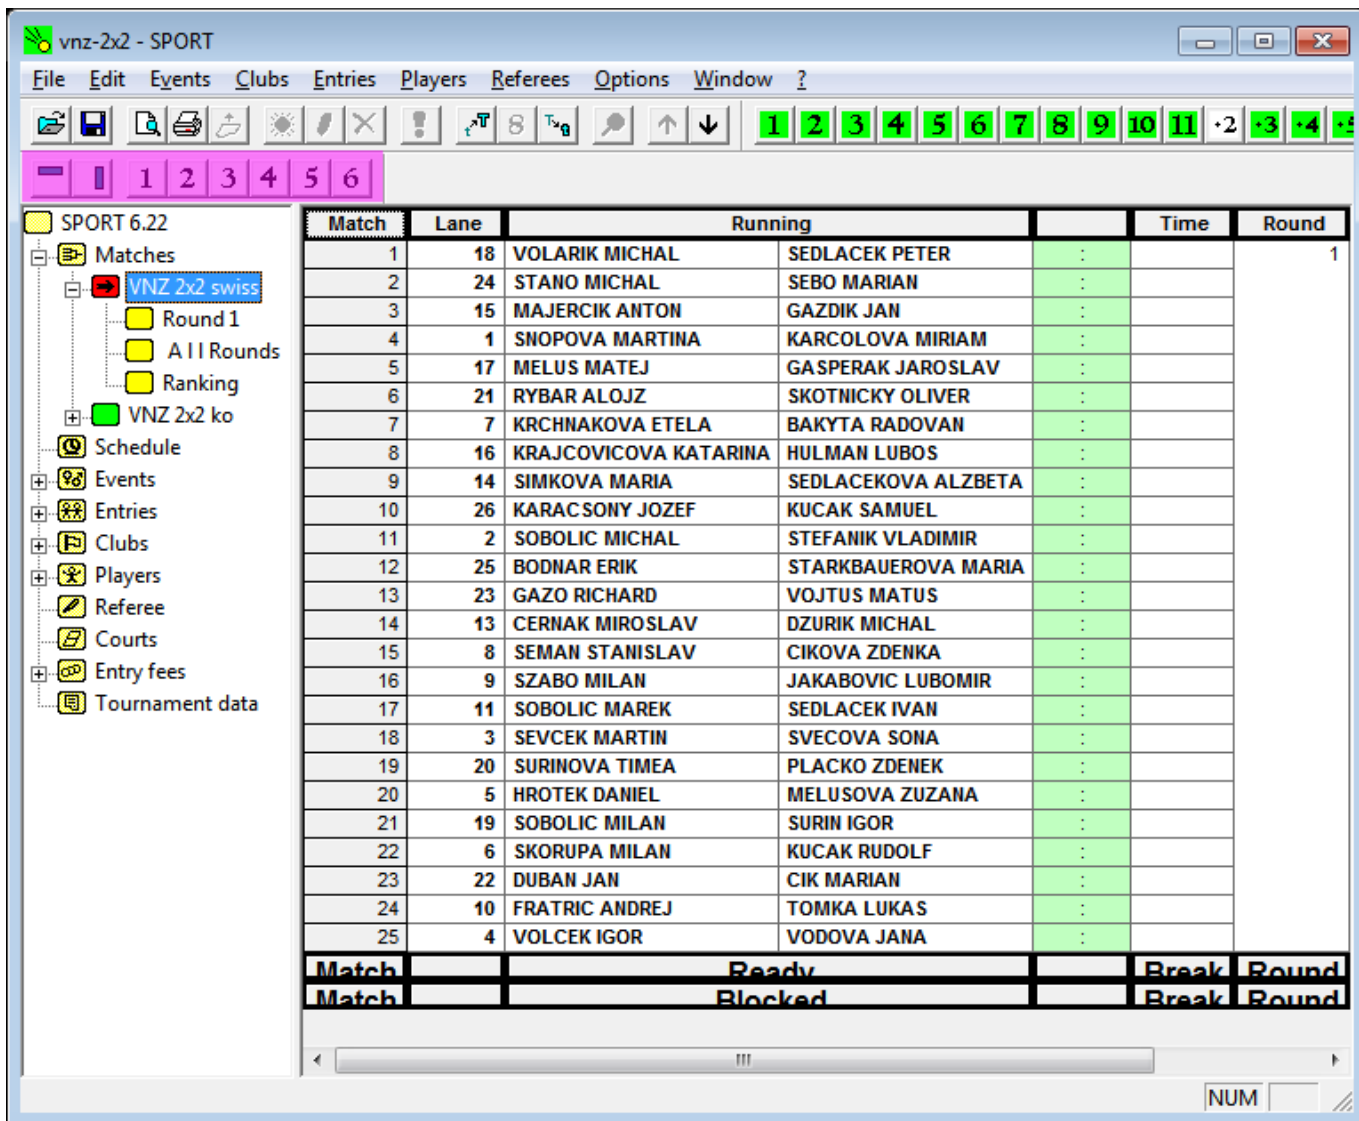 vnz-2x2 - SPORT
File Edit Events Clubs Entries Players Referees Options Window ?
8 1 2 3 4 5 6 7 8 9 10 11 +2 +3 +4
1 2 3 4 5 6
SPORT 6.22
Matches
VNZ 2x2 swiss
Round 1
A l l Rounds
Ranking
VNZ 2x2 ko
Schedule
Events
Entries
Clubs
Players
Referee
Courts
Entry fees
Tournament data
Match Lane Running Time Round
1 18 VOLARIK MICHAL SEDLACEK PETER : 1
2 24 STANO MICHAL SEBO MARIAN :
3 15 MAJERCIK ANTON GAZDIK JAN :
4 1 SNOPOVA MARTINA KARCOLOVA MIRIAM :
5 17 MELUS MATEJ GASPERAK JAROSLAV :
6 21 RYBAR ALOJZ SKOTNICKY OLIVER :
7 7 KRCHNAKOVA ETELA BAKYTA RADOVAN :
8 16 KRAJCOVICOVA KATARINA HULMAN LUBOS :
9 14 SIMKOVA MARIA SEDLACEKOVA ALZBETA :
10 26 KARACSONY JOZEF KUCAK SAMUEL :
11 2 SOBOLIC MICHAL STEFANIK VLADIMIR :
12 25 BODNAR ERIK STARKBAUEROVA MARIA :
13 23 GAZO RICHARD VOJTUS MATUS :
14 13 CERNAK MIROSLAV DZURIK MICHAL :
15 8 SEMAN STANISLAV CIKOVA ZDENKA :
16 9 SZABO MILAN JAKABOVIC LUBOMIR :
17 11 SOBOLIC MAREK SEDLACEK IVAN :
18 3 SEVCEK MARTIN SVECOVA SONA :
19 20 SURINOVA TIMEA PLACKO ZDENEK :
20 5 HROTEK DANIEL MELUSOVA ZUZANA :
21 19 SOBOLIC MILAN SURIN IGOR :
22 6 SKORUPA MILAN KUCAK RUDOLF :
23 22 DUBAN JAN CIK MARIAN :
24 10 FRATRIC ANDREJ TOMKA LUKAS :
25 4 VOLCEK IGOR VODOVA JANA :
Match Ready Break Round
Match Blocked Break Round
NUM